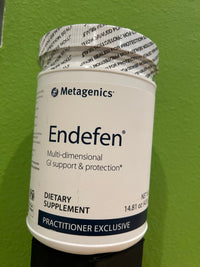 Metagenics®
Endefen®
Multi-dimensional
GI support & protection*
DIETARY
SUPPLEMENT
14.81 oz
PRACTITIONER EXCLUSIVE